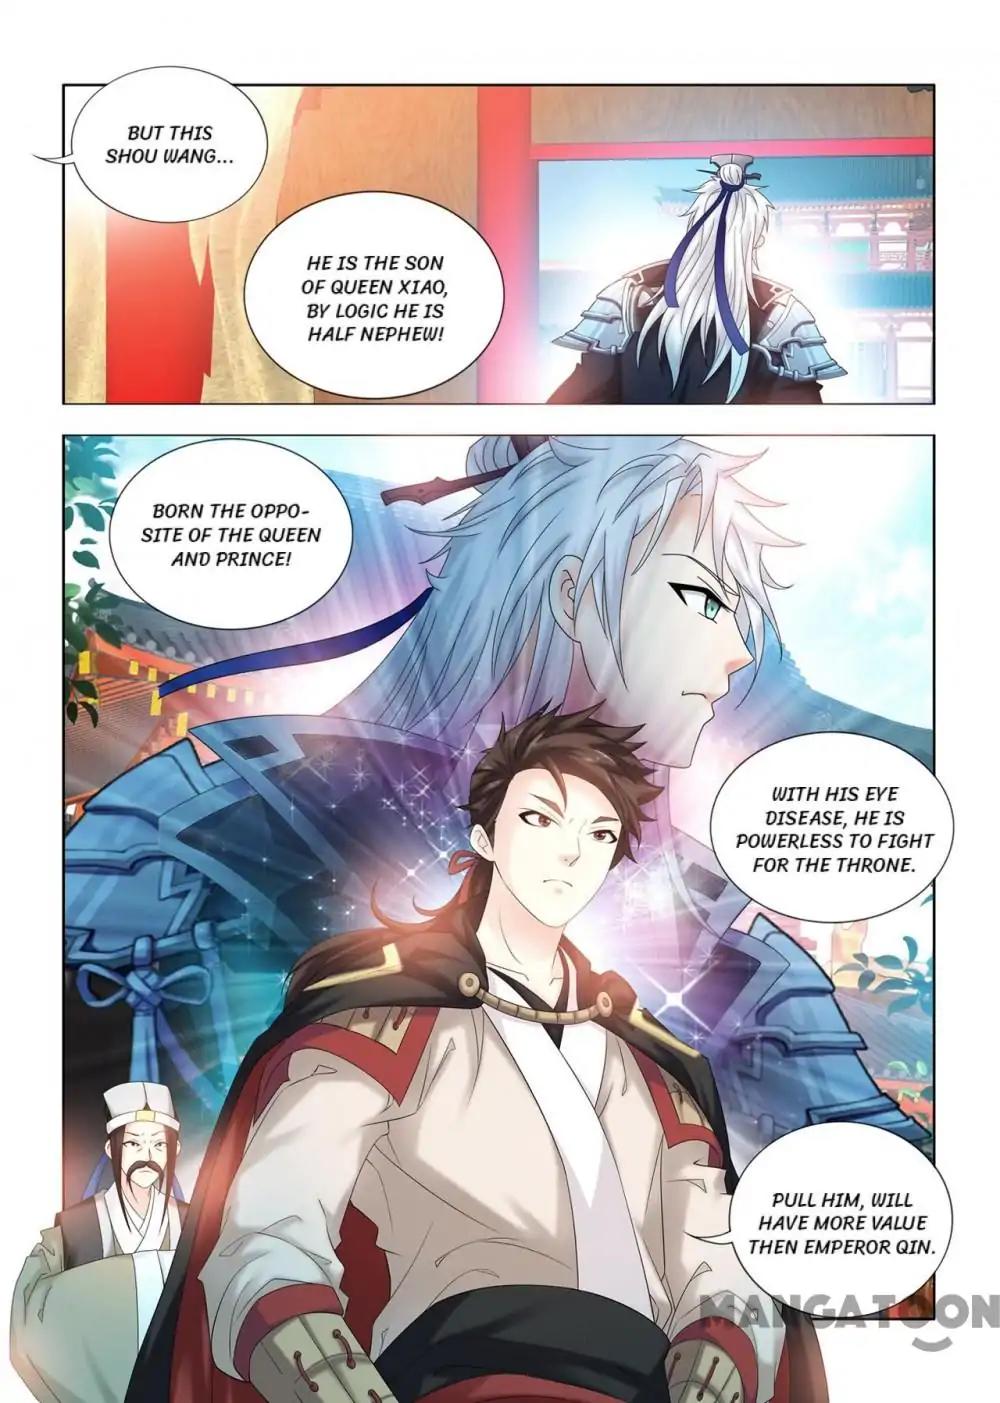 BUT THIS
SHOU WANG...
HE IS THE SON
OF QUEEN XIAO,
BY LOGIC HE IS
HALF NEPHEW!
BORN THE OPPO-
SITE OF THE QUEEN
AND PRINCE!
WITH HIS EYE
DISEASE, HE IS
POWERLESS TO FIGHT
FOR THE THRONE.
PULL HIM, WILL
HAVE MORE VALUE
THEN EMPEROR QIN.
MANGATOON